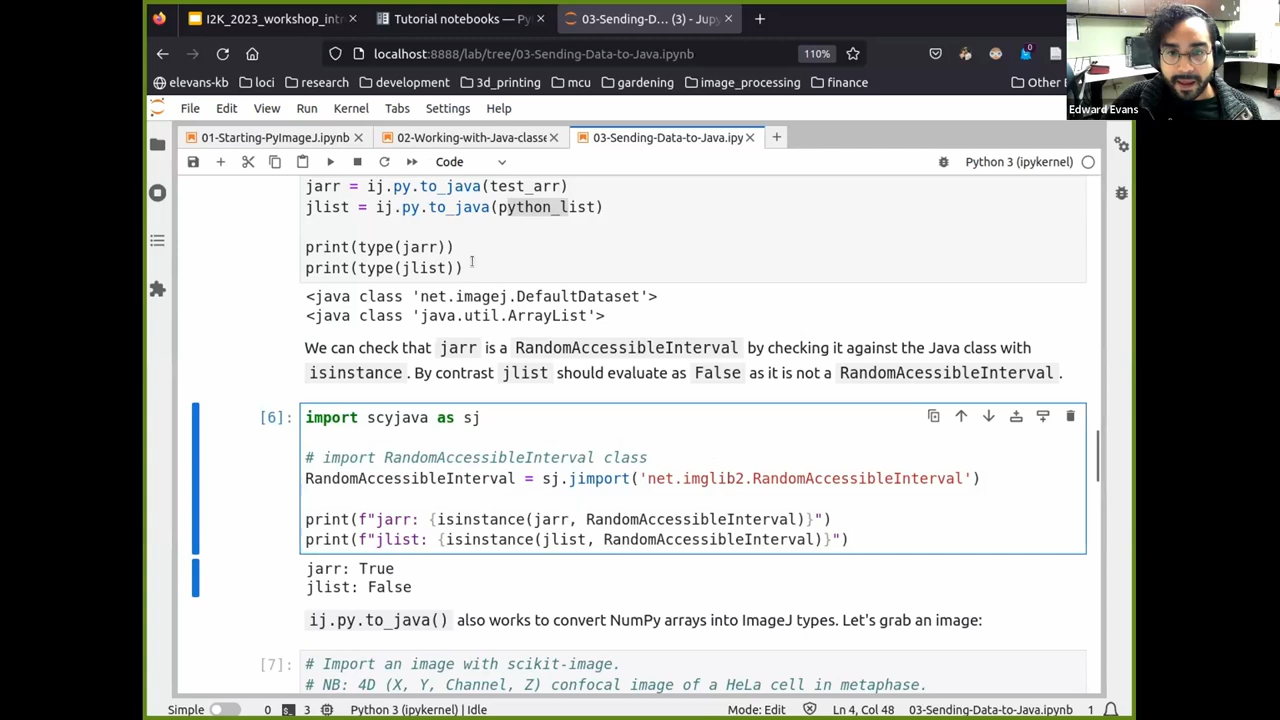 I2K_2023_workshop_intr
Tutorial notebooks — Py
03-Sending-D… (3) - Jupy
localhost:8888/lab/tree/03-Sending-Data-to-Java.ipynb
110%
0
elevans-kb
loci
research
3d_printing
mcu
gardening
image_processing
finance
Other
Edward Evans
File Edit View Run Kernel Tabs Settings Help
01-Starting-PyImageJ.ipynb
02-Working-with-Java-classe
03-Sending-Data-to-Java.ipy
Code
Python 3 (ipykernel)
jarr = ij.py.to_java(test_arr)
jlist = ij.py.to_java(python_list)
print(type(jarr))
print(type(jlist))
<java class 'net.imagej.DefaultDataset'>
<java class 'java.util.ArrayList'>
We can check that jarr is a RandomAccessibleInterval by checking it against the Java class with
isinstance. By contrast jlist should evaluate as False as it is not a RandomAcessibleInterval.
[6]: import scyjava as sj
# import RandomAccessibleInterval class
RandomAccessibleInterval = sj.jimport('net.imglib2.RandomAccessibleInterval')
print(f"jarr: {isinstance(jarr, RandomAccessibleInterval)}")
print(f"jlist: {isinstance(jlist, RandomAccessibleInterval)}")
jarr: True
jlist: False
ij.py.to_java() also works to convert NumPy arrays into ImageJ types. Let's grab an image:
[7]: # Import an image with scikit-image.
# NB: 4D (X, Y, Channel, Z) confocal image of a HeLa cell in metaphase.
Simple 0 3 Python 3 (ipykernel) | Idle Mode: Edit Ln 4, Col 48 03-Sending-Data-to-Java.ipynb 1